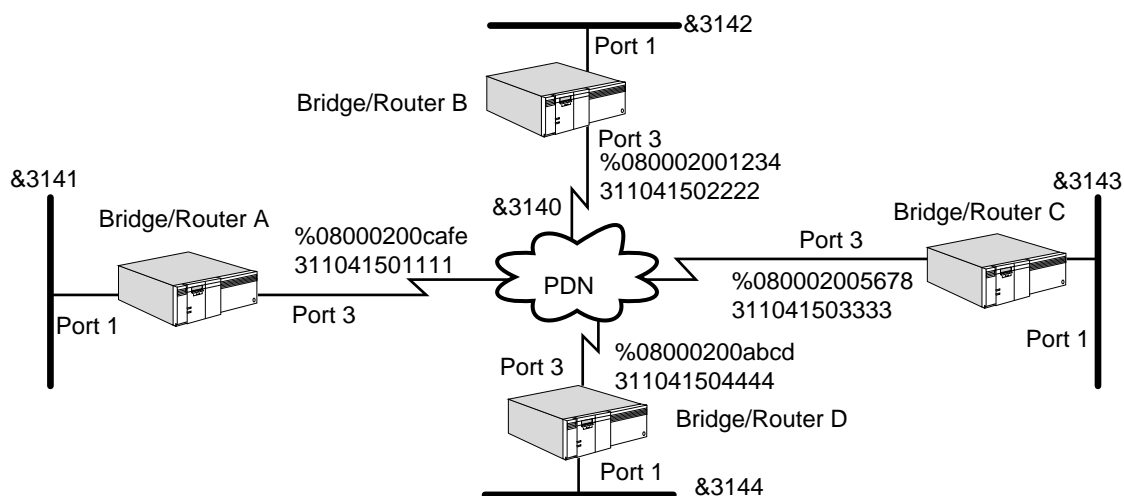 &3142
Port 1
Bridge/Router B
Port 3
%080002001234
311041502222
&3141
&3143
&3140
Bridge/Router A
Bridge/Router C
%08000200cafe
311041501111
Port 3
PDN
%080002005678
311041503333
Port 1
Port 3
Port 1
%08000200abcd
311041504444
Port 3
Bridge/Router D
Port 1
&3144